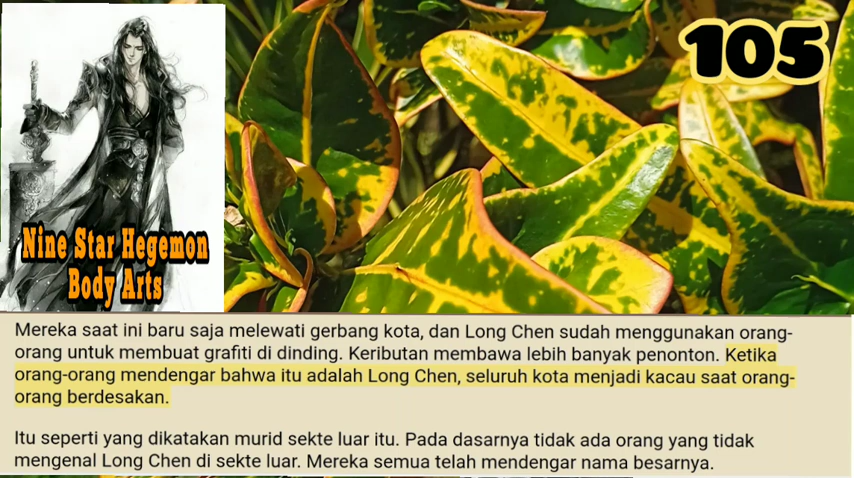 105
Nine Star Hegemon
Body Arts
Mereka saat ini baru saja melewati gerbang kota, dan Long Chen sudah menggunakan orang-
orang untuk membuat grafiti di dinding. Keributan membawa lebih banyak penonton. Ketika
orang-orang mendengar bahwa itu adalah Long Chen, seluruh kota menjadi kacau saat orang-
orang berdesakan.
Itu seperti yang dikatakan murid sekte luar itu. Pada dasarnya tidak ada orang yang tidak
mengenal Long Chen di sekte luar. Mereka semua telah mendengar nama besarnya.